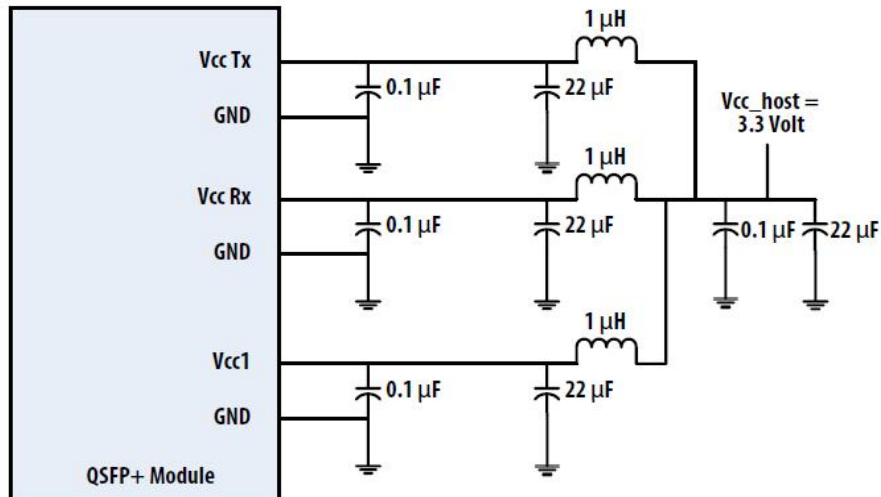 1 μH
Vcc Tx
0.1 μF
22 μF
GND
Vcc_host =
3.3 Volt
1 μH
Vcc Rx
0.1 μF
22 μF
0.1 μF
22 μF
GND
1 μH
Vcc1
0.1 μF
22 μF
GND
QSFP+ Module